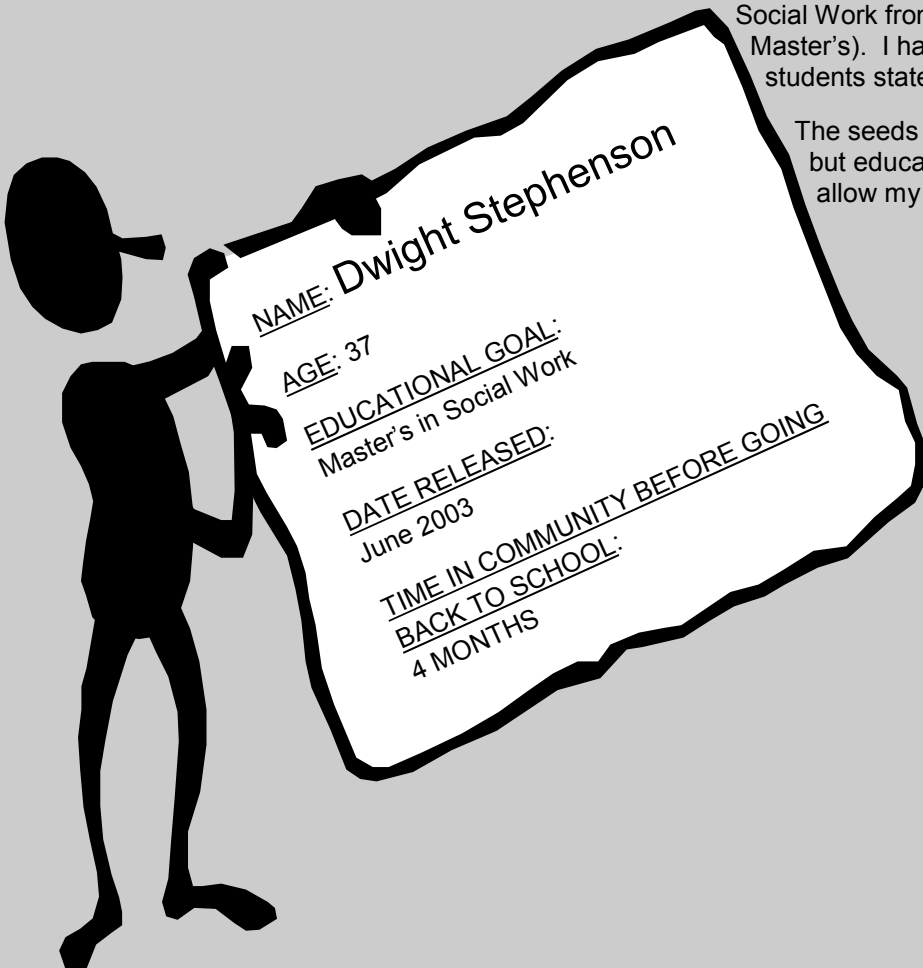 Social Work from
Master's). I ha
students state
The seeds
but educa
allow my
NAME: Dwight Stephenson
AGE: 37
EDUCATIONAL GOAL:
Master's in Social Work
DATE RELEASED:
June 2003
TIME IN COMMUNITY BEFORE GOING
BACK TO SCHOOL:
4 MONTHS